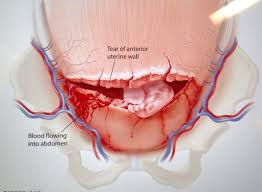 Tear of anterior
uterine wall
Blood flowing
into abdomen